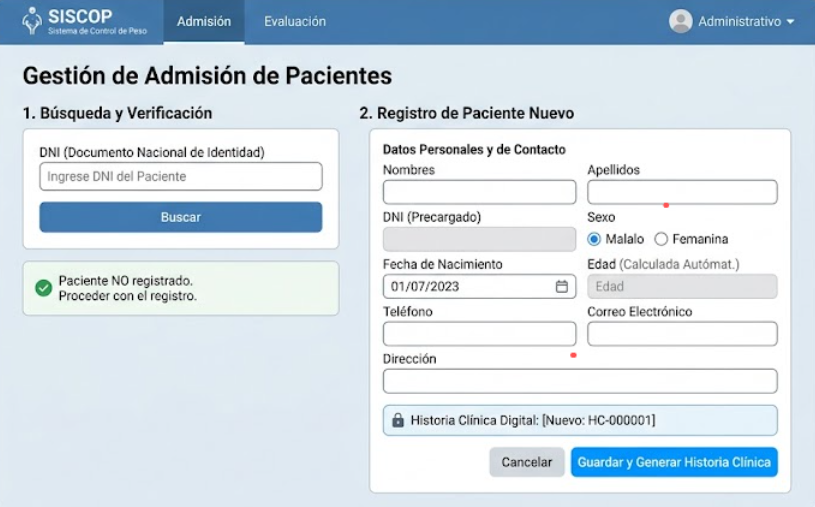 SISCOP
Sistema de Control de Peso
Admisión
Evaluación
Administrativo
Gestión de Admisión de Pacientes
1. Búsqueda y Verificación
DNI (Documento Nacional de Identidad)
Ingrese DNI del Paciente
Buscar
Paciente NO registrado.
Proceder con el registro.
2. Registro de Paciente Nuevo
Datos Personales y de Contacto
Nombres
Apellidos
DNI (Precargado)
Sexo
Malalo
Femanina
Fecha de Nacimiento
Edad (Calculada Autómat.)
01/07/2023
Edad
Teléfono
Correo Electrónico
Dirección
Historia Clínica Digital: [Nuevo: HC-000001]
Cancelar
Guardar y Generar Historia Clínica